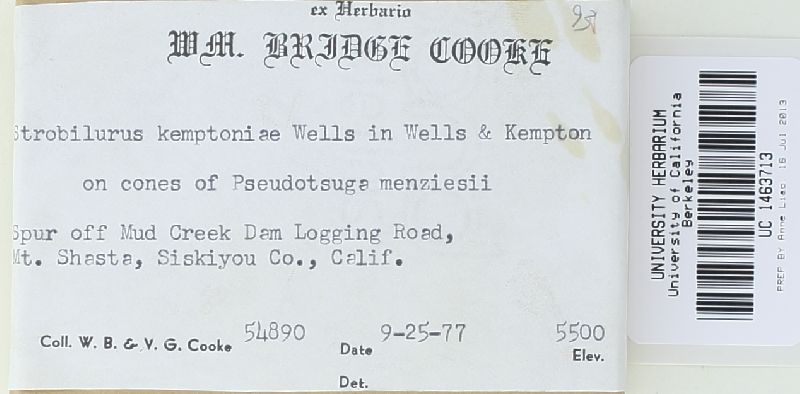 ex Herbario
WM. BRIDGE COOKE
Strobilurus kemptoniae Wells in Wells & Kempton
on cones of Pseudotsuga menziesii
Spur off Mud Creek Dam Logging Road,
Mt. Shasta, Siskiyou Co., Calif.
Coll. W. B. & V. G. Cooke 54890 Date 9-25-77 5500 Elev.
Det.
UNIVERSITY HERBARIUM
University of California
Berkeley
UC 1463713
PREP BY Anne Liao 16 Jul 2013